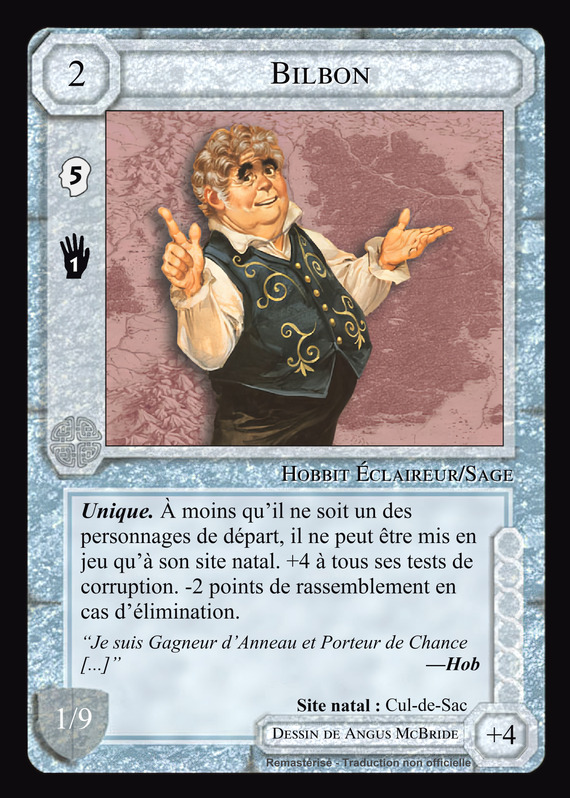 2
BILBON
5
1
HOBBIT ÉCLAIREUR/SAGE
Unique. À moins qu'il ne soit un des
personnages de départ, il ne peut être mis en
jeu qu'à son site natal. +4 à tous ses tests de
corruption. -2 points de rassemblement en
cas d'élimination.
“Je suis Gagneur d'Anneau et Porteur de Chance
[...]” —Hob
Site natal : Cul-de-Sac
1/9
DESSIN DE ANGUS MCBRIDE
+4
Remastérisé - Traduction non officielle